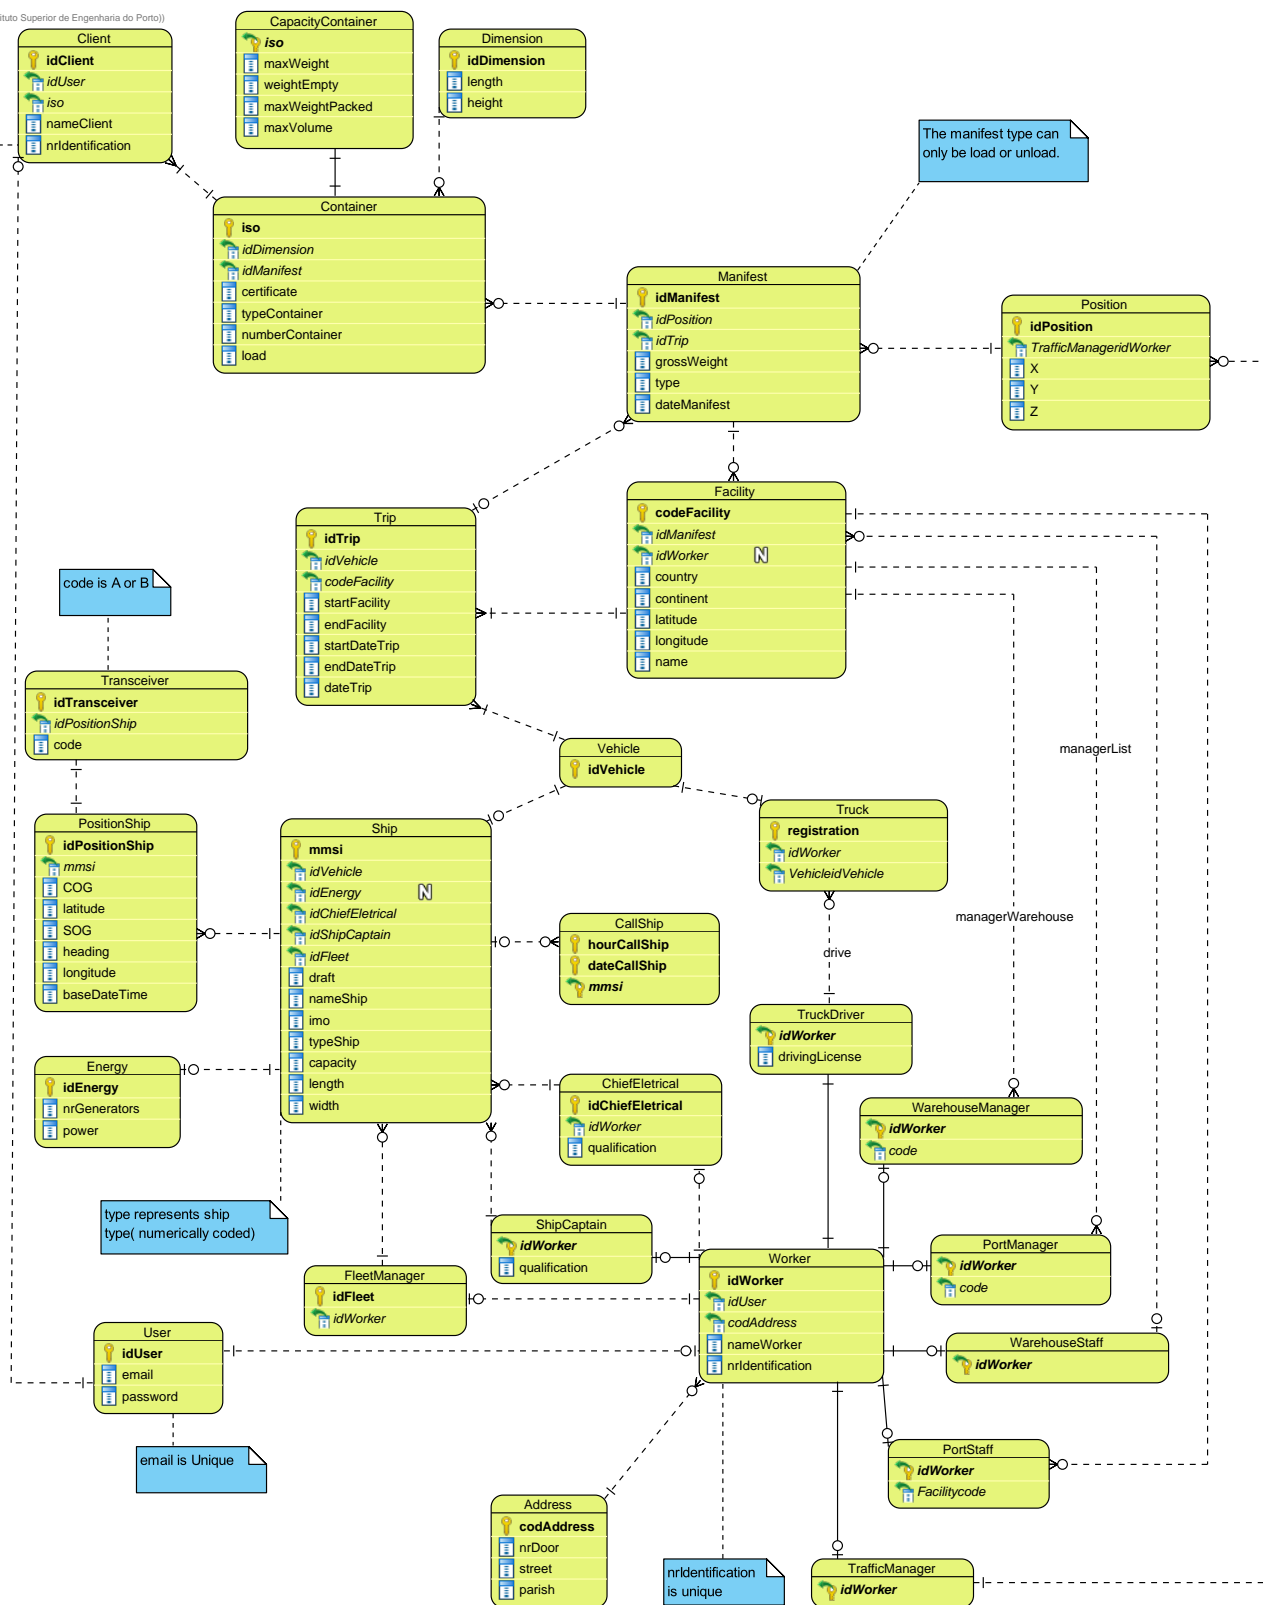 ituto Superior de Engenharia do Porto))
Client
idClient
idUser
iso
nameClient
nrIdentification
CapacityContainer
iso
maxWeight
weightEmpty
maxWeightPacked
maxVolume
Dimension
idDimension
length
height
The manifest type can
only be load or unload.
Container
iso
idDimension
idManifest
certificate
typeContainer
numberContainer
load
Manifest
idManifest
idPosition
idTrip
grossWeight
type
dateManifest
Position
idPosition
TrafficManageridWorker
X
Y
Z
Trip
idTrip
idVehicle
codeFacility
startFacility
endFacility
startDateTrip
endDateTrip
dateTrip
Facility
codeFacility
idManifest
idWorker N
country
continent
latitude
longitude
name
code is A or B
Transceiver
idTransceiver
idPositionShip
code
Vehicle
idVehicle
managerList
PositionShip
idPositionShip
mmsi
COG
latitude
SOG
heading
longitude
baseDateTime
Ship
mmsi
idVehicle
idEnergy N
idChiefEletrical
idShipCaptain
idFleet
draft
nameShip
imo
typeShip
capacity
length
width
Truck
registration
idWorker
VehicleidVehicle
managerWarehouse
CallShip
hourCallShip
dateCallShip
mmsi
drive
TruckDriver
idWorker
drivingLicense
Energy
idEnergy
nrGenerators
power
ChiefEletrical
idChiefEletrical
idWorker
qualification
WarehouseManager
idWorker
code
type represents ship
type( numerically coded)
ShipCaptain
idWorker
qualification
FleetManager
idFleet
idWorker
Worker
idWorker
idUser
codAddress
nameWorker
nrIdentification
PortManager
idWorker
code
User
idUser
email
password
WarehouseStaff
idWorker
email is Unique
PortStaff
idWorker
Facilitycode
Address
codAddress
nrDoor
street
parish
nrIdentification
is unique
TrafficManager
idWorker